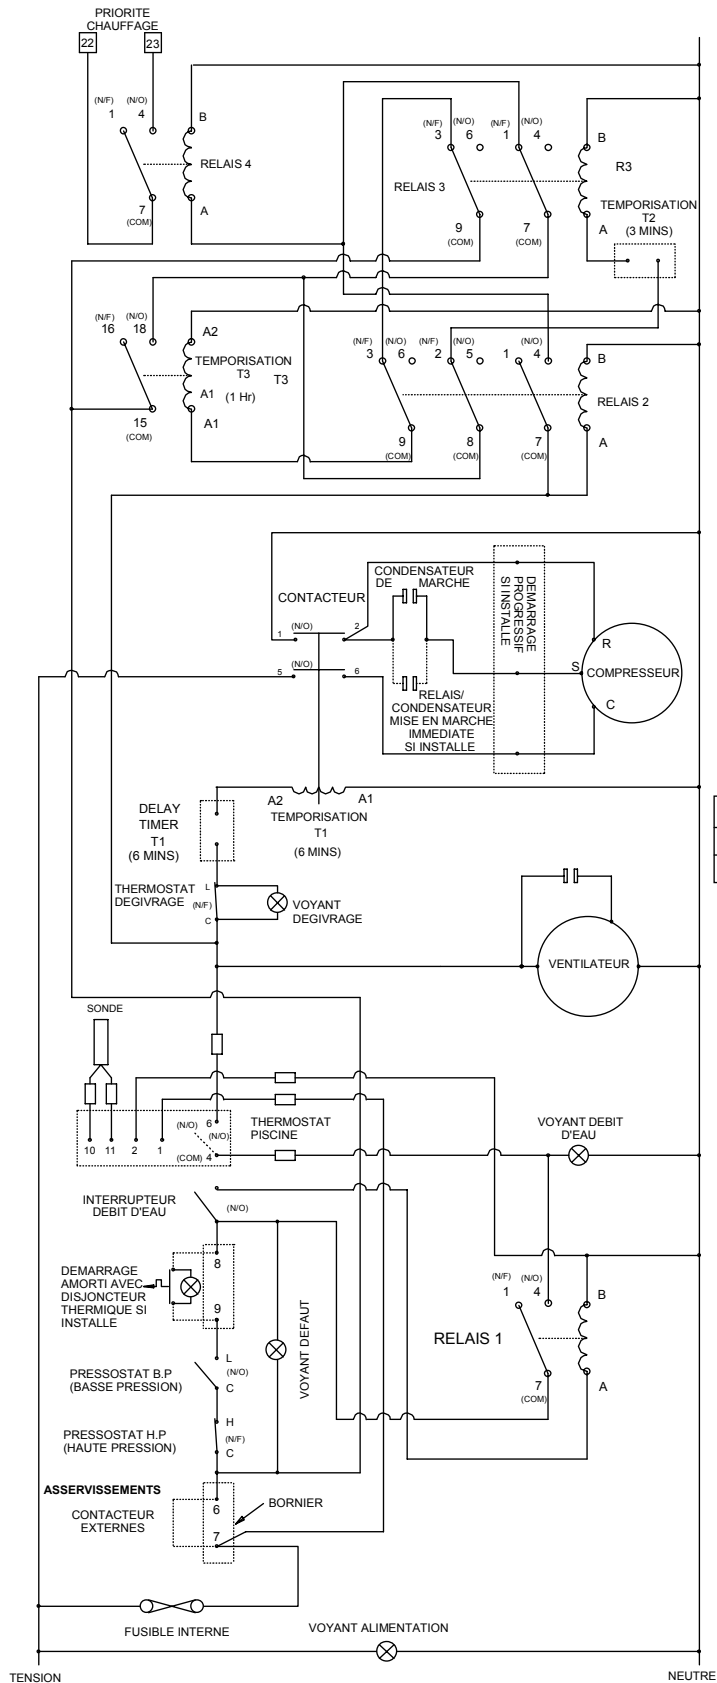 PRIORITE
CHAUFFAGE
22 23
(N/F) (N/O)
1 4
B
RELAIS 4
7
(COM)
A
(N/F) (N/O) (N/F) (N/O)
3 6 1 4
B
R3
RELAIS 3
TEMPORISATION
T2
(3 MINS)
9 7
(COM) (COM)
A
(N/F) (N/O)
16 18
A2
TEMPORISATION
T3 T3
A1 (1 Hr)
A1
15
(COM)
(N/F) (N/O) (N/F) (N/O) (N/O)
3 6 2 5 1 4
B
RELAIS 2
A
9 8 7
(COM) (COM) (COM)
CONTACTEUR
CONDENSATEUR
DE MARCHE
DEMARRAGE
PROGRESSIF
SI INSTALLE
1 (N/O) 2
5 (N/O) 6
R
S COMPRESSEUR
C
RELAIS/
CONDENSATEUR
MISE EN MARCHE
IMMEDIATE
SI INSTALLE
A2 A1
TEMPORISATION
T1
(6 MINS)
DELAY
TIMER
T1
(6 MINS)
THERMOSTAT
DEGIVRAGE
L
(N/F)
C
VOYANT
DEGIVRAGE
VENTILATEUR
SONDE
10 11 2 1
(N/O) 6
(N/O)
(COM) 4
THERMOSTAT
PISCINE
VOYANT DEBIT
D'EAU
INTERRUPTEUR
DEBIT D'EAU
(N/O)
8
9
DEMARRAGE
AMORTI AVEC
DISJONCTEUR
THERMIQUE SI
INSTALLE
VOYANT DEFAUT
(N/F) (N/O)
1 4
B
RELAIS 1
7
(COM)
A
PRESSOSTAT B.P
(BASSE PRESSION)
L
(N/O)
C
PRESSOSTAT H.P
(HAUTE PRESSION)
H
(N/F)
C
ASSERVISSEMENTS
CONTACTEUR
EXTERNES
6
7
BORNIER
FUSIBLE INTERNE
VOYANT ALIMENTATION
TENSION
NEUTRE